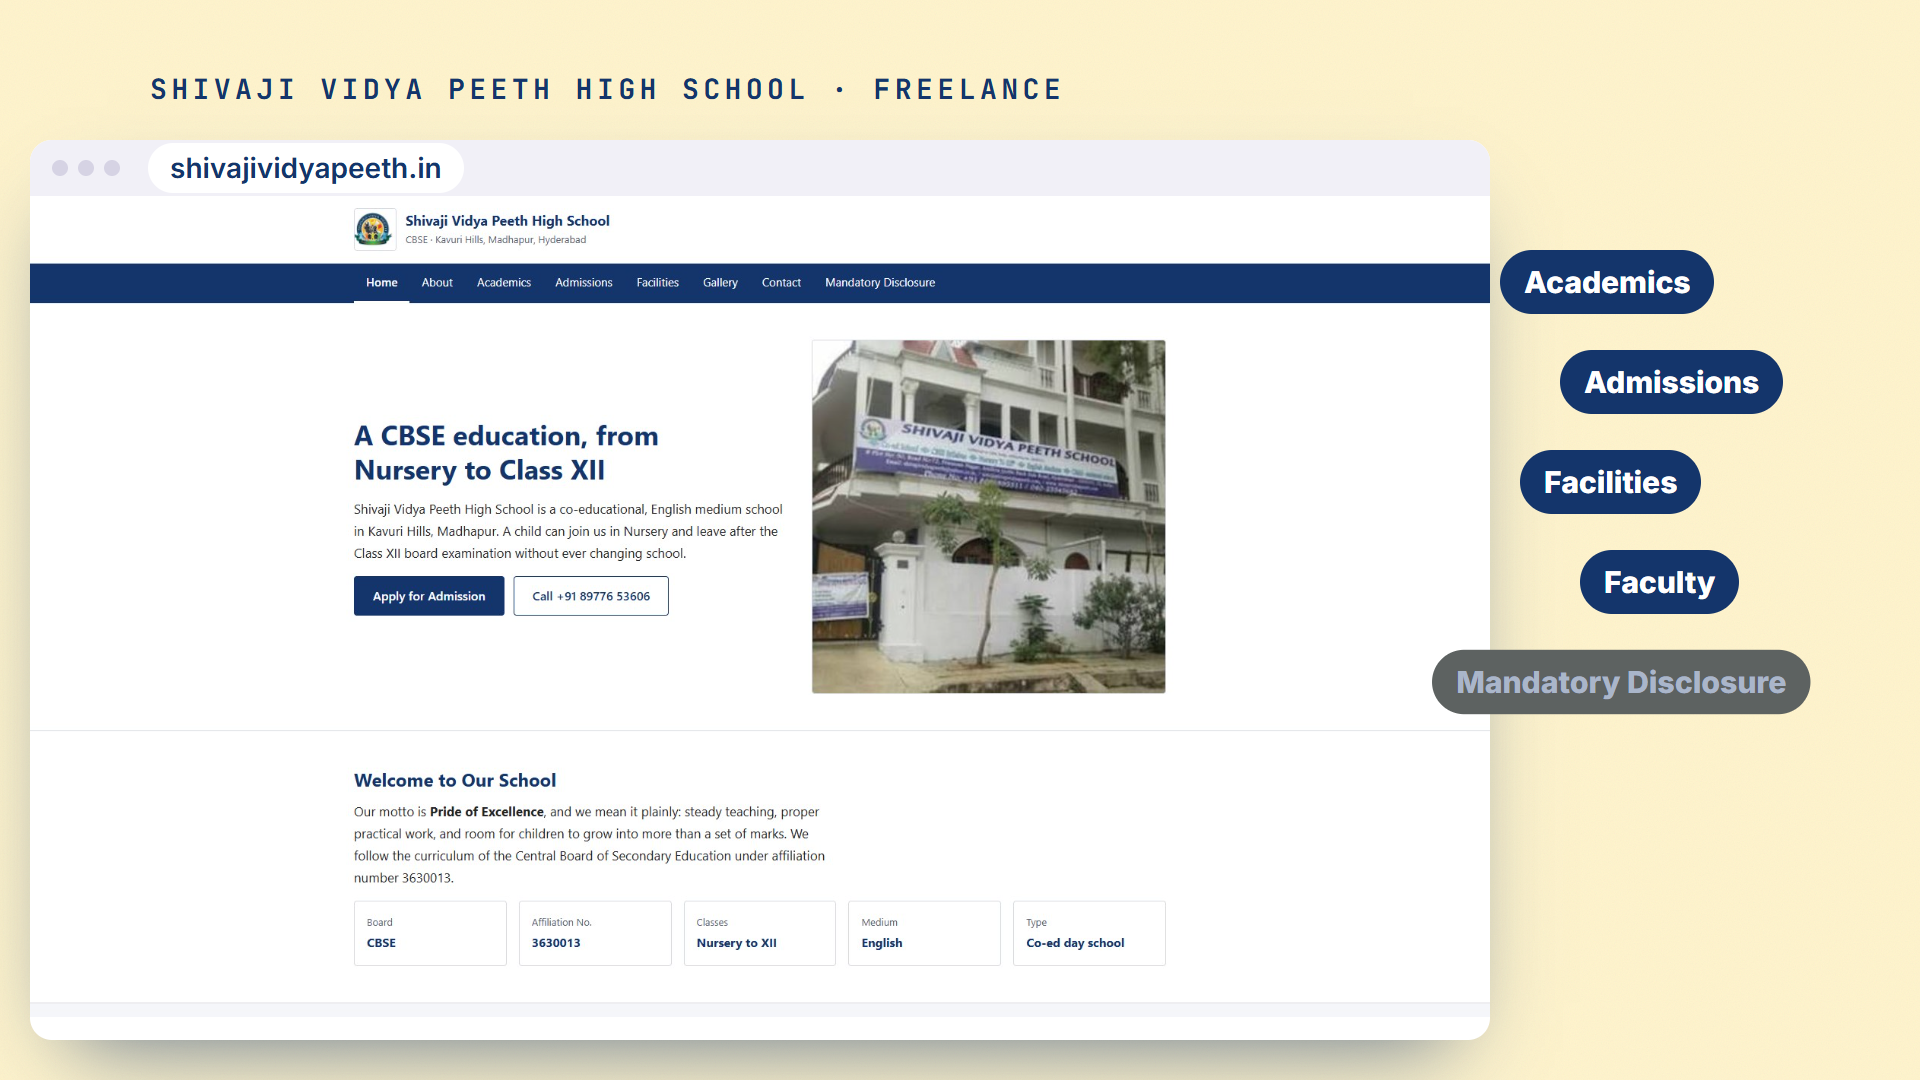 SHIVAJI VIDYA PEETH HIGH SCHOOL · FREELANCE
shivajividyapeeth.in
Shivaji Vidya Peeth High School
CBSE · Kavuri Hills, Madhapur, Hyderabad
Home About Academics Admissions Facilities Gallery Contact Mandatory Disclosure
A CBSE education, from
Nursery to Class XII
Shivaji Vidya Peeth High School is a co-educational, English medium school
in Kavuri Hills, Madhapur. A child can join us in Nursery and leave after the
Class XII board examination without ever changing school.
Apply for Admission
Call +91 89776 53606
SHIVAJI VIDYA PEETH SCHOOL
Academics
Admissions
Facilities
Faculty
Mandatory Disclosure
Welcome to Our School
Our motto is Pride of Excellence, and we mean it plainly: steady teaching, proper
practical work, and room for children to grow into more than a set of marks. We
follow the curriculum of the Central Board of Secondary Education under affiliation
number 3630013.
Board
CBSE
Affiliation No.
3630013
Classes
Nursery to XII
Medium
English
Type
Co-ed day school